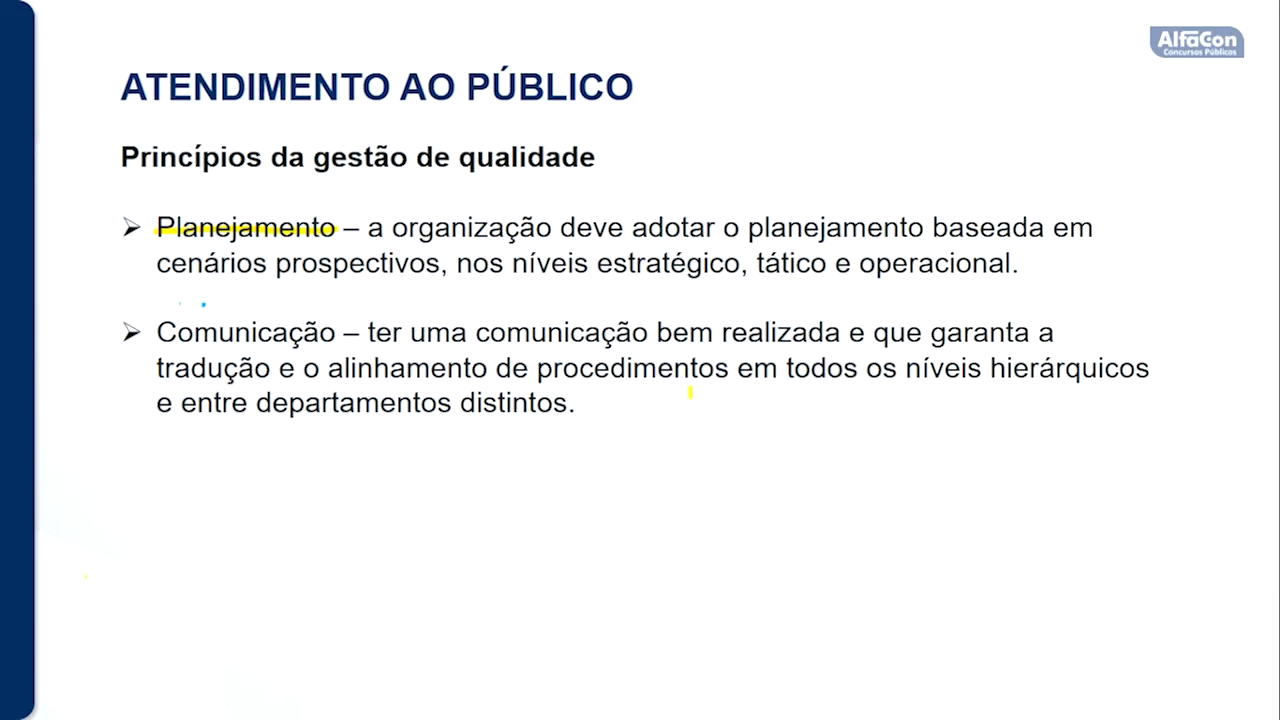 AlfaCon
Concursos Públicos
ATENDIMENTO AO PÚBLICO
Princípios da gestão de qualidade
➢ Planejamento – a organização deve adotar o planejamento baseada em
cenários prospectivos, nos níveis estratégico, tático e operacional.
➢ Comunicação – ter uma comunicação bem realizada e que garanta a
tradução e o alinhamento de procedimentos em todos os níveis hierárquicos
e entre departamentos distintos.